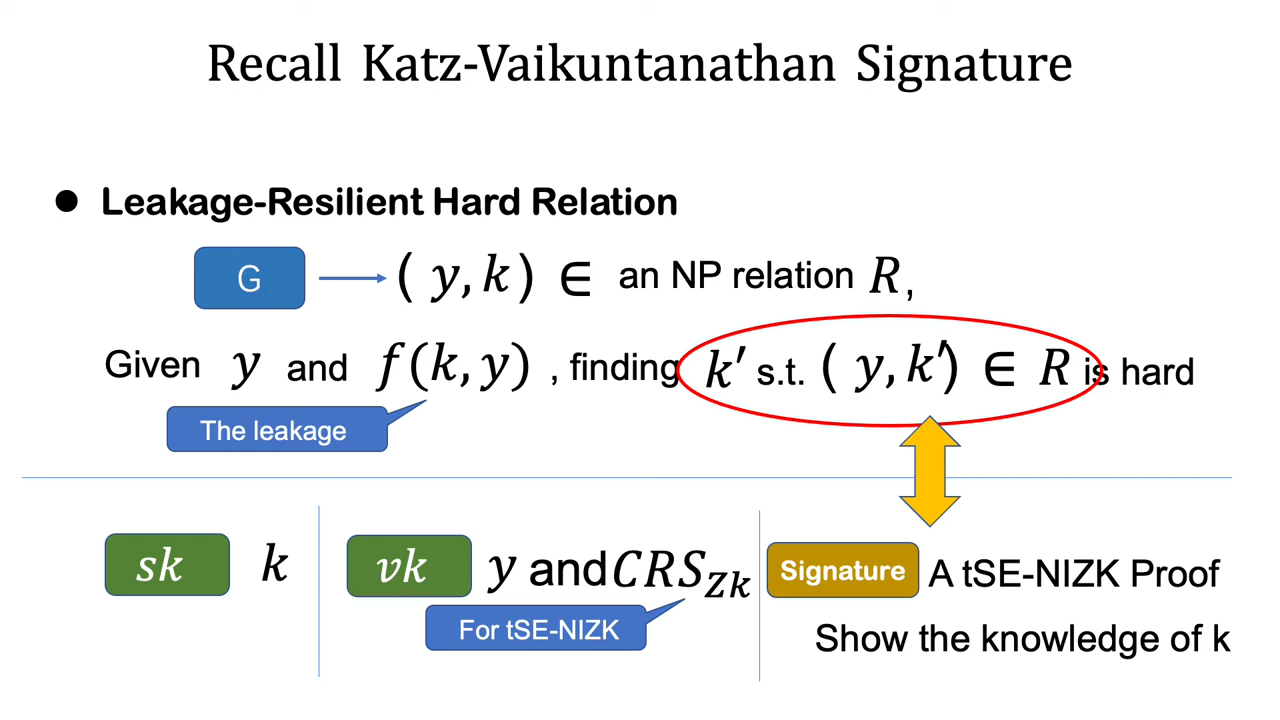 Recall Katz-Vaikuntanathan Signature
● Leakage-Resilient Hard Relation
G ( y, k ) ∈ an NP relation R,
Given y and f(k, y) , finding k′ s.t. ( y, k′) ∈ R is hard
The leakage
sk k
vk y and CRS_Zk
For tSE-NIZK
Signature A tSE-NIZK Proof
Show the knowledge of k